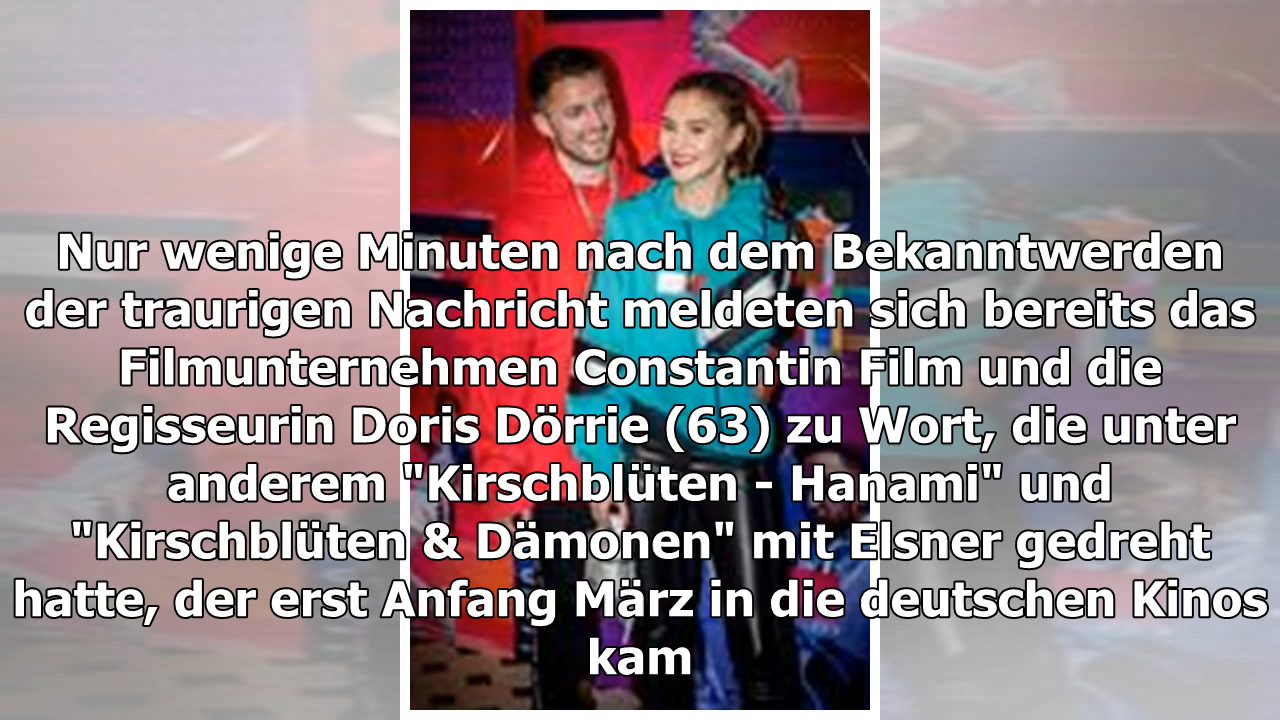 Nur wenige Minuten nach dem Bekanntwerden
der traurigen Nachricht meldeten sich bereits das
Filmunternehmen Constantin Film und die
Regisseurin Doris Dörrie (63) zu Wort, die unter
anderem "Kirschblüten - Hanami" und
"Kirschblüten & Dämonen" mit Elsner gedreht
hatte, der erst Anfang März in die deutschen Kinos
kam